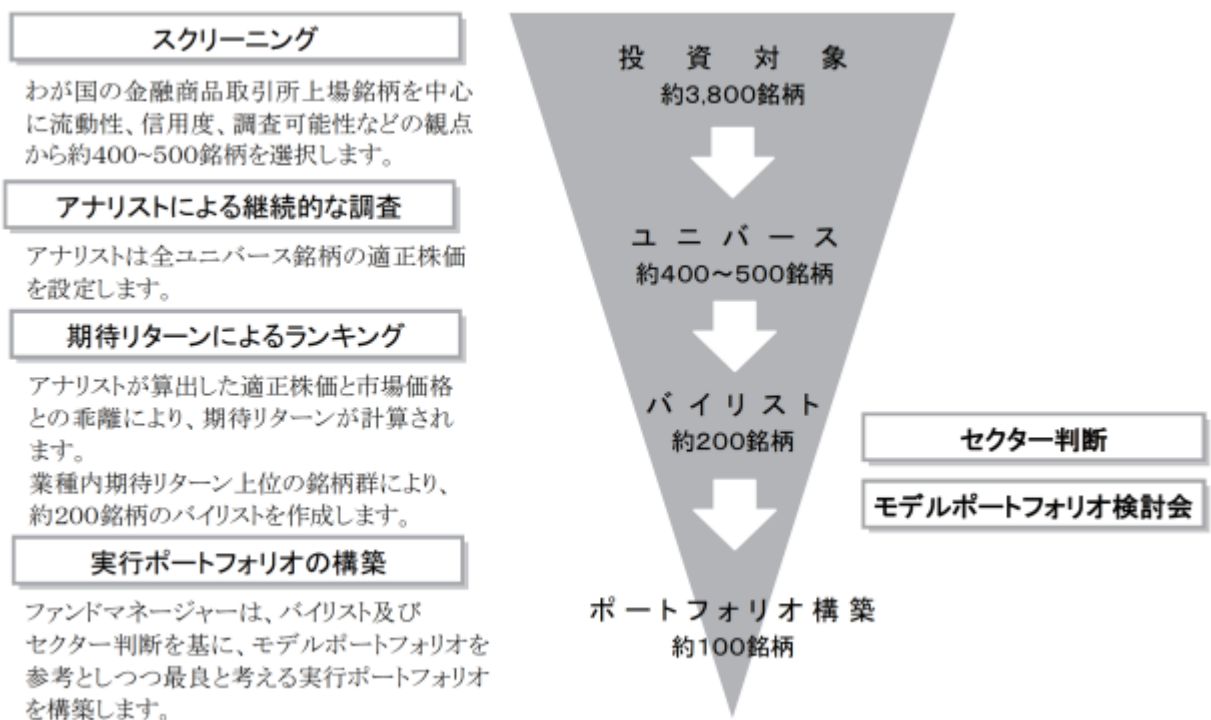 スクリーニング
わが国の金融商品取引所上場銘柄を中心
に流動性、信用度、調査可能性などの観点
から約400~500銘柄を選択します。
アナリストによる継続的な調査
アナリストは全ユニバース銘柄の適正株価
を設定します。
期待リターンによるランキング
アナリストが算出した適正株価と市場価格
との乖離により、期待リターンが計算され
ます。
業種内期待リターン上位の銘柄群により、
約200銘柄のバイリストを作成します。
実行ポートフォリオの構築
ファンドマネージャーは、バイリスト及び
セクター判断を基に、モデルポートフォリオを
参考としつつ最良と考える実行ポートフォリオ
を構築します。
投資対象
約3,800銘柄
ユニバース
約400～500銘柄
バイリスト
約200銘柄
ポートフォリオ構築
約100銘柄
セクター判断
モデルポートフォリオ検討会